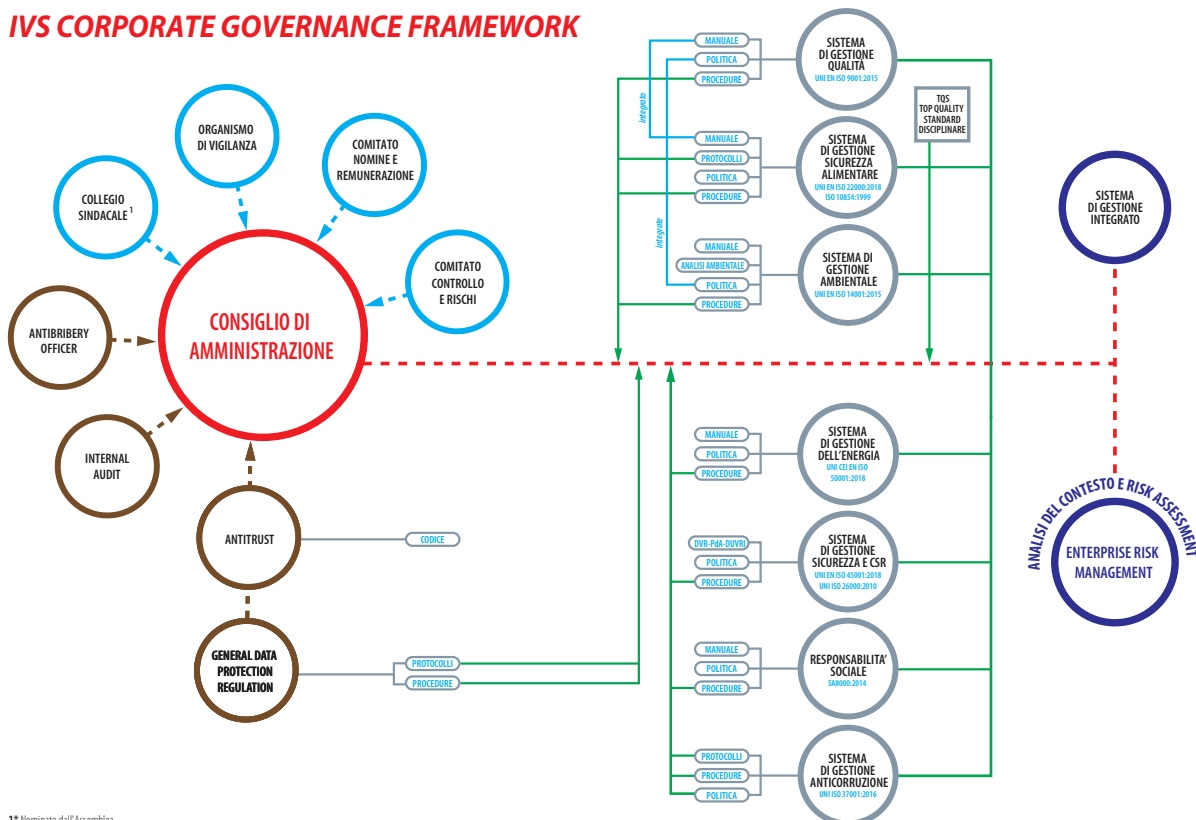 IVS CORPORATE GOVERNANCE FRAMEWORK
ORGANISMO
DI VIGILANZA
COMITATO
NOMINE E
REMUNERAZIONE
COLLEGIO
SINDACALE 1
COMITATO
CONTROLLO
E RISCHI
CONSIGLIO DI
AMMINISTRAZIONE
ANTIBRIBERY
OFFICER
INTERNAL
AUDIT
ANTITRUST
CODICE
GENERAL DATA
PROTECTION
REGULATION
PROTOCOLLI
PROCEDURE
MANUALE
POLITICA
PROCEDURE
SISTEMA
DI GESTIONE
QUALITÀ
UNI EN ISO 9001:2015
integrato
integrate
MANUALE
PROTOCOLLI
POLITICA
PROCEDURE
SISTEMA
DI GESTIONE
SICUREZZA
ALIMENTARE
UNI EN ISO 22000:2018
ISO 10854:1999
MANUALE
ANALISI AMBIENTALE
POLITICA
PROCEDURE
SISTEMA DI
GESTIONE
AMBIENTALE
UNI EN ISO 14001:2015
TQS
TOP QUALITY
STANDARD
DISCIPLINARE
SISTEMA
DI GESTIONE
INTEGRATO
MANUALE
POLITICA
PROCEDURE
SISTEMA
DI GESTIONE
DELL'ENERGIA
UNI CEI EN ISO
50001:2018
DVR-PdA-DUVRI
POLITICA
PROCEDURE
SISTEMA
DI GESTIONE
SICUREZZA E CSR
UNI EN ISO 45001:2018
UNI ISO 26000:2010
MANUALE
POLITICA
PROCEDURE
RESPONSABILITA'
SOCIALE
SA8000:2014
PROTOCOLLI
PROCEDURE
POLITICA
SISTEMA
DI GESTIONE
ANTICORRUZIONE
UNI ISO 37001:2016
ANALISI DEL CONTESTO E RISK ASSESSMENT
ENTERPRISE RISK
MANAGEMENT
1* Nominato dall'Assemblea